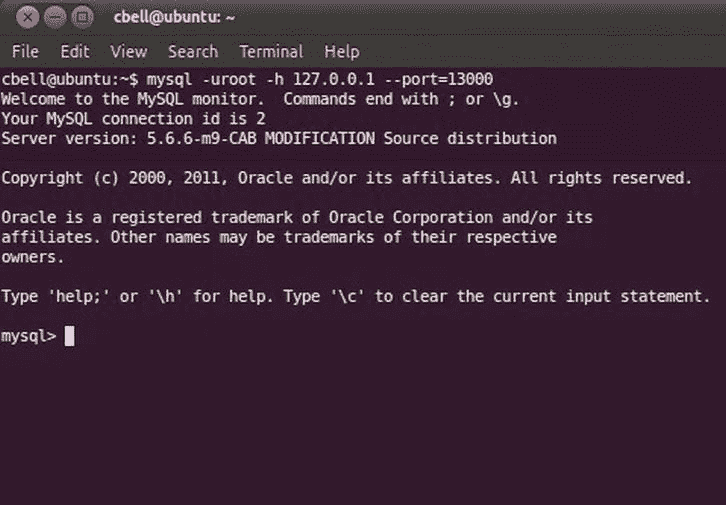 cbell@ubuntu: ~
File Edit View Search Terminal Help
cbell@ubuntu:~$ mysql -uroot -h 127.0.0.1 --port=13000
Welcome to the MySQL monitor.  Commands end with ; or \g.
Your MySQL connection id is 2
Server version: 5.6.6-m9-CAB MODIFICATION Source distribution
Copyright (c) 2000, 2011, Oracle and/or its affiliates. All rights reserved.
Oracle is a registered trademark of Oracle Corporation and/or its
affiliates. Other names may be trademarks of their respective
owners.
Type 'help;' or '\h' for help. Type '\c' to clear the current input statement.
mysql>